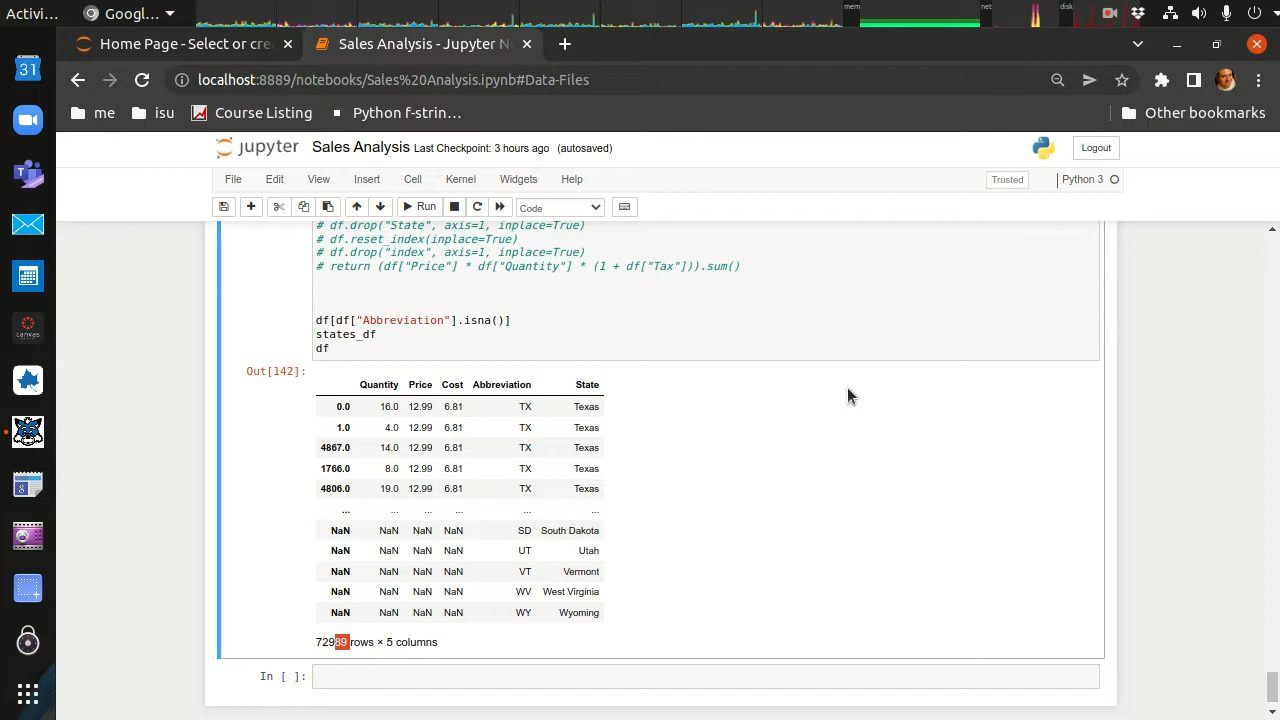 Activi...
Googl...
mem
net
disk
Home Page - Select or cre
Sales Analysis - Jupyter N
localhost:8889/notebooks/Sales%20Analysis.ipynb#Data-Files
me
isu
Course Listing
Python f-strin...
Other bookmarks
31
canvas
jupyter
Sales Analysis Last Checkpoint: 3 hours ago (autosaved)
Logout
File Edit View Insert Cell Kernel Widgets Help
Trusted
Python 3
Run
Code
# df.drop("State", axis=1, inplace=True)
# df.reset_index(inplace=True)
# df.drop("index", axis=1, inplace=True)
# return (df["Price"] * df["Quantity"] * (1 + df["Tax"])).sum()
df[df["Abbreviation"].isna()]
states_df
df
Out[142]:
Quantity Price Cost Abbreviation State
0.0 16.0 12.99 6.81 TX Texas
1.0 4.0 12.99 6.81 TX Texas
4867.0 14.0 12.99 6.81 TX Texas
1766.0 8.0 12.99 6.81 TX Texas
4806.0 19.0 12.99 6.81 TX Texas
... ... ... ... ... ...
NaN NaN NaN NaN SD South Dakota
NaN NaN NaN NaN UT Utah
NaN NaN NaN NaN VT Vermont
NaN NaN NaN NaN WV West Virginia
NaN NaN NaN NaN WY Wyoming
72989 rows × 5 columns
In [ ]: